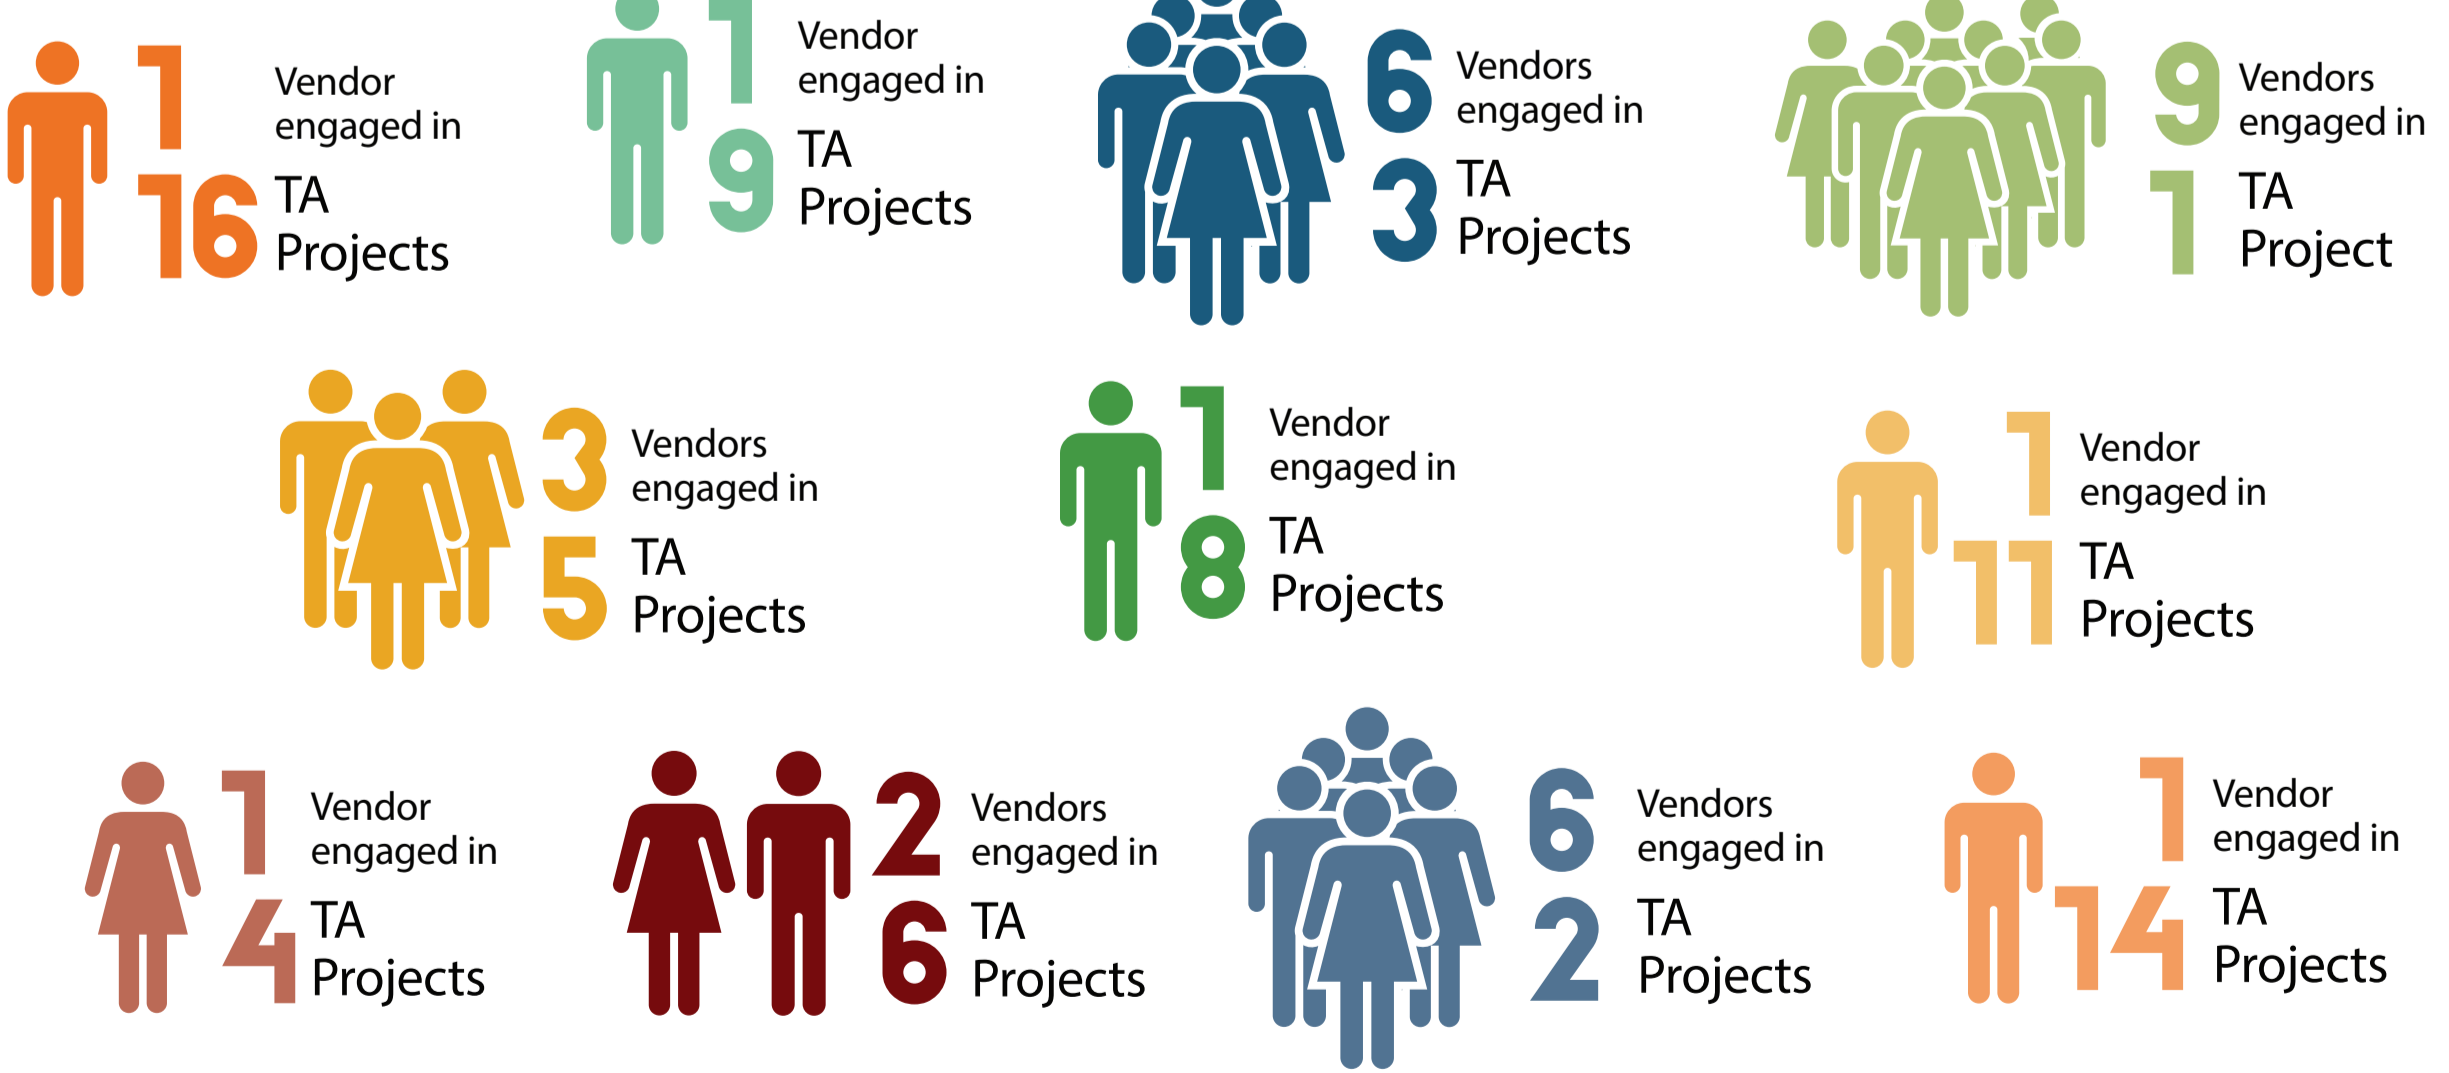 1 Vendor
engaged in
16 TA
Projects
1 Vendor
engaged in
9 TA
Projects
6 Vendors
engaged in
3 TA
Projects
9 Vendors
engaged in
1 TA
Project
3 Vendors
engaged in
5 TA
Projects
1 Vendor
engaged in
8 TA
Projects
1 Vendor
engaged in
11 TA
Projects
1 Vendor
engaged in
4 TA
Projects
2 Vendors
engaged in
6 TA
Projects
6 Vendors
engaged in
2 TA
Projects
1 Vendor
engaged in
14 TA
Projects